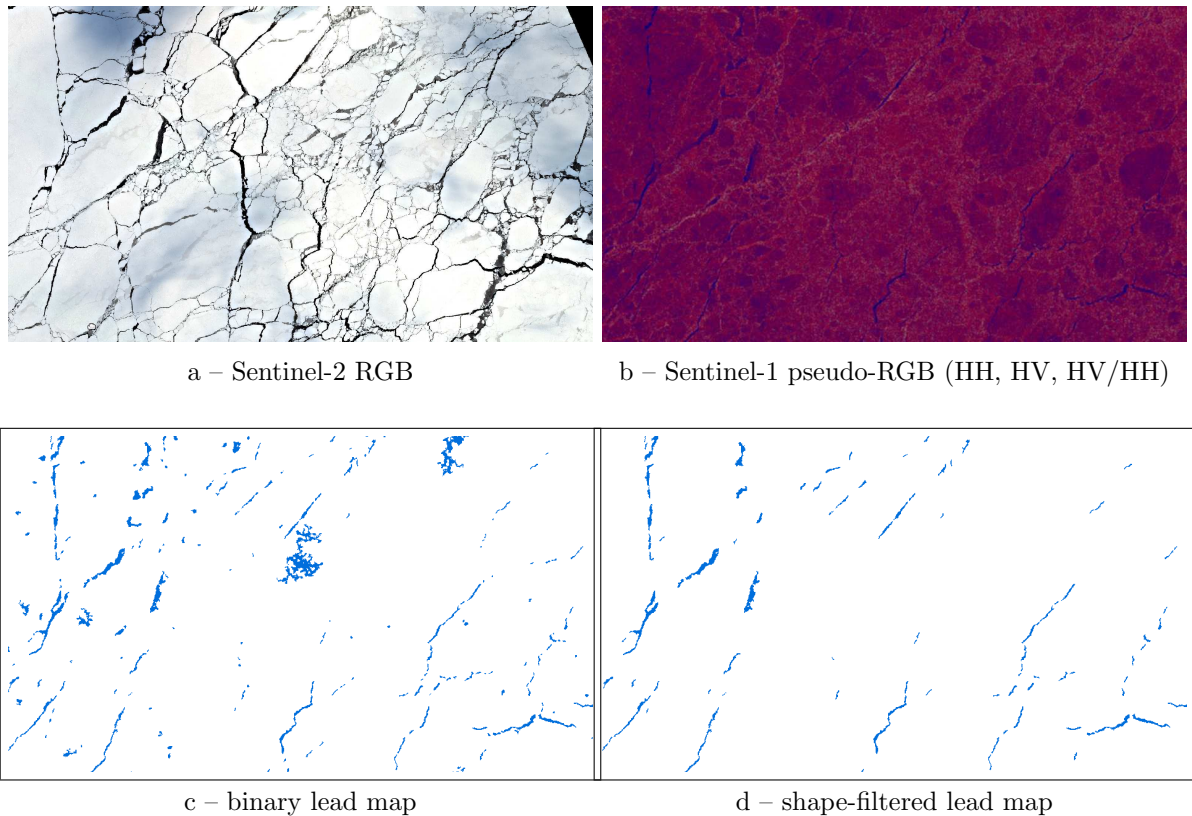 a – Sentinel-2 RGB
b – Sentinel-1 pseudo-RGB (HH, HV, HV/HH)
c – binary lead map
d – shape-filtered lead map